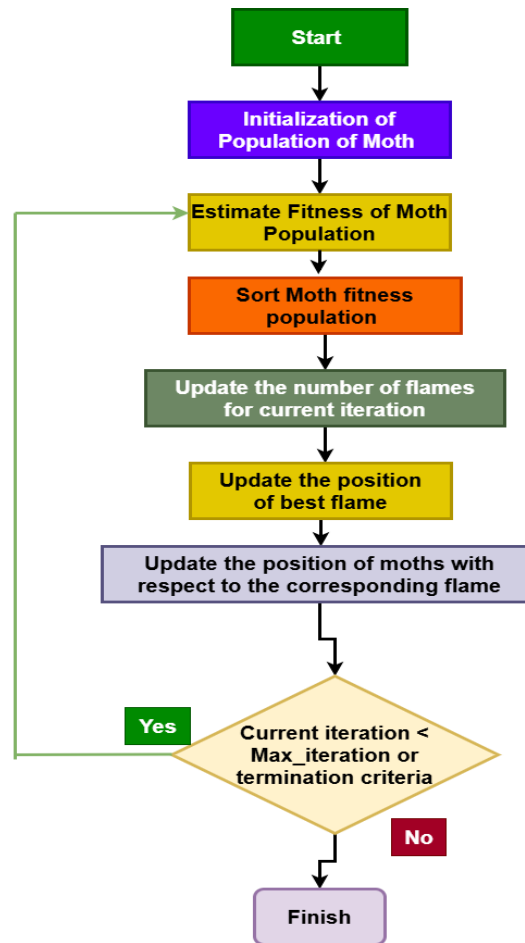 Start
Initialization of
Population of Moth
Estimate Fitness of Moth
Population
Sort Moth fitness
population
Update the number of flames
for current iteration
Update the position
of best flame
Update the position of moths with
respect to the corresponding flame
Yes
Current iteration <
Max_iteration or
termination criteria
No
Finish